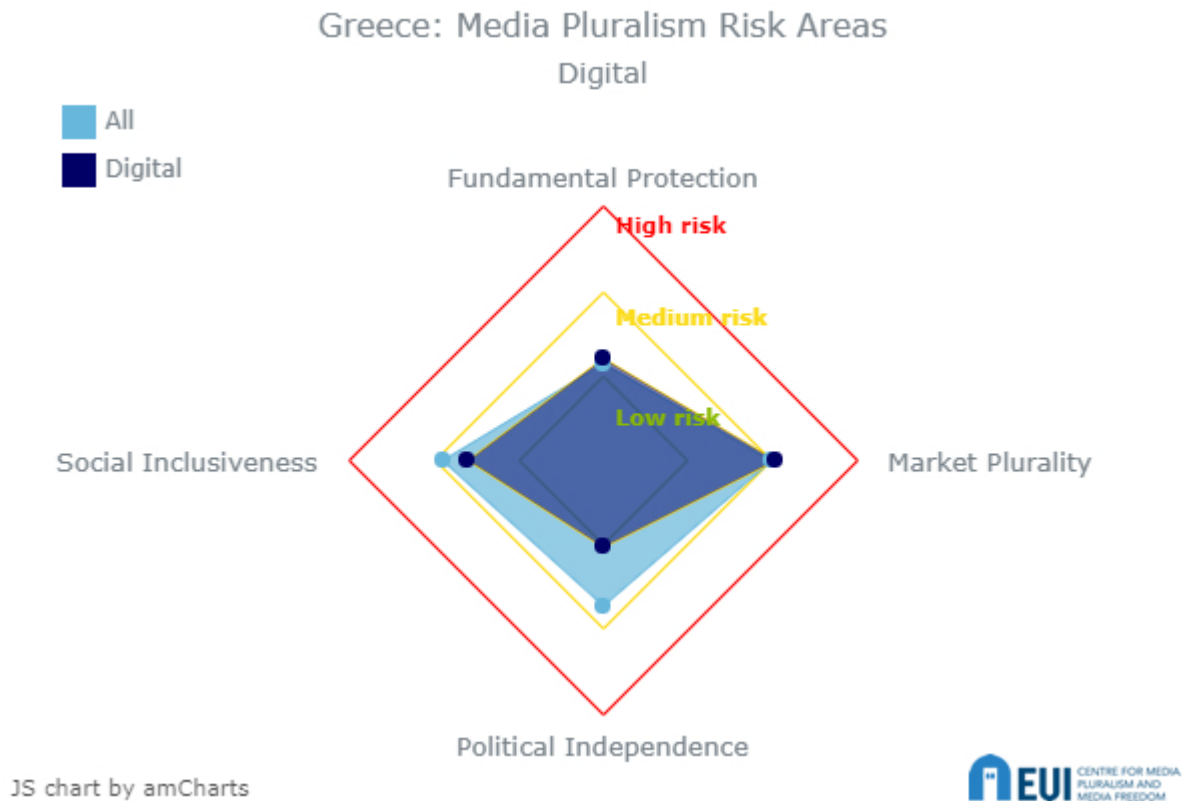 Greece: Media Pluralism Risk Areas
Digital
All
Digital
Fundamental Protection
High risk
Medium risk
Low risk
Social Inclusiveness
Market Plurality
Political Independence
JS chart by amCharts
EUI
CENTRE FOR MEDIA
PLURALISM AND
MEDIA FREEDOM